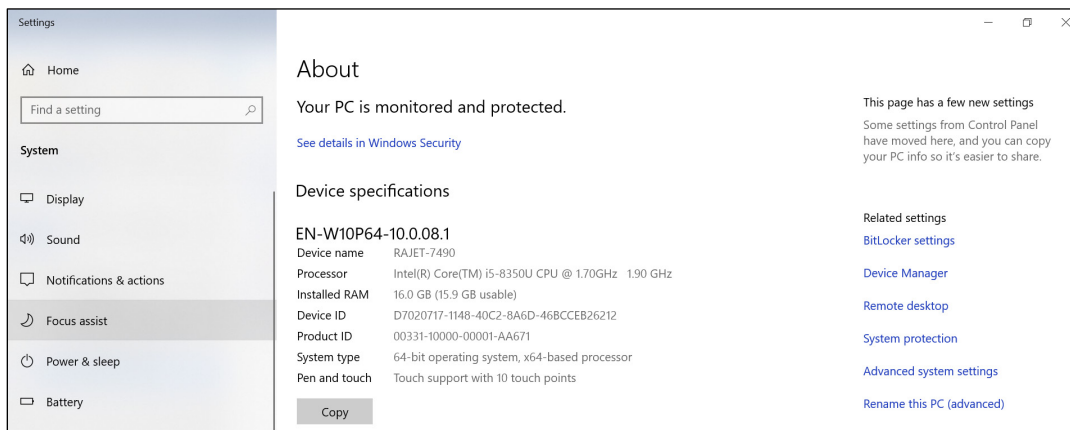 Settings
Home
Find a setting
System
Display
Sound
Notifications & actions
Focus assist
Power & sleep
Battery
About
Your PC is monitored and protected.
See details in Windows Security
Device specifications
EN-W10P64-10.0.08.1
Device name RAJET-7490
Processor Intel(R) Core(TM) i5-8350U CPU @ 1.70GHz 1.90 GHz
Installed RAM 16.0 GB (15.9 GB usable)
Device ID D7020717-1148-40C2-8A6D-46BCCEB26212
Product ID 00331-10000-00001-AA671
System type 64-bit operating system, x64-based processor
Pen and touch Touch support with 10 touch points
Copy
This page has a few new settings
Some settings from Control Panel
have moved here, and you can copy
your PC info so it's easier to share.
Related settings
BitLocker settings
Device Manager
Remote desktop
System protection
Advanced system settings
Rename this PC (advanced)